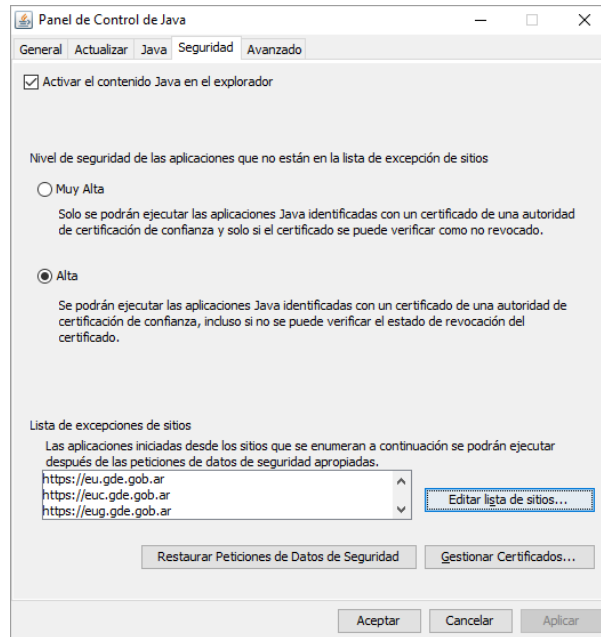 Panel de Control de Java
General Actualizar Java Seguridad Avanzado
Activar el contenido Java en el explorador
Nivel de seguridad de las aplicaciones que no están en la lista de excepción de sitios
Muy Alta
Solo se podrán ejecutar las aplicaciones Java identificadas con un certificado de una autoridad
de certificación de confianza y solo si el certificado se puede verificar como no revocado.
Alta
Se podrán ejecutar las aplicaciones Java identificadas con un certificado de una autoridad de
certificación de confianza, incluso si no se puede verificar el estado de revocación del
certificado.
Lista de excepciones de sitios
Las aplicaciones iniciadas desde los sitios que se enumeran a continuación se podrán ejecutar
después de las peticiones de datos de seguridad apropiadas.
https://eu.gde.gob.ar
https://euc.gde.gob.ar
https://eug.gde.gob.ar
Editar lista de sitios...
Restaurar Peticiones de Datos de Seguridad Gestionar Certificados...
Aceptar Cancelar Aplicar